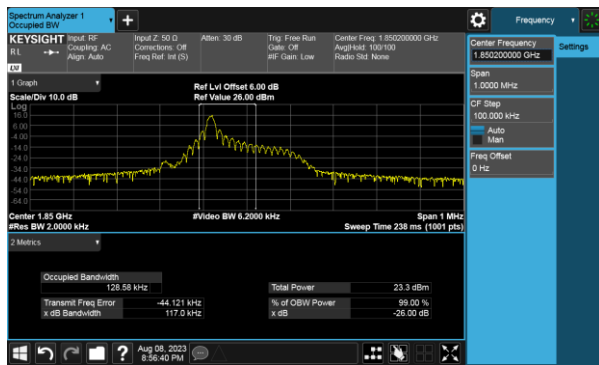 Spectrum Analyzer 1
Occupied BW
+
Frequency
KEYSIGHT Input: RF Input Z: 50 Ω Atten: 30 dB Trig: Free Run Center Freq: 1.850200000 GHz
RL Coupling: AC Corrections: Off Gate: Off Avg|Hold: 100/100
Align: Auto Freq Ref: Int (S) #IF Gain: Low Radio Std: None
LXI
Center Frequency
1.850200000 GHz
Settings
Span
1.0000 MHz
CF Step
100.000 kHz
Auto
Man
Freq Offset
0 Hz
1 Graph
Ref Lvl Offset 6.00 dB
Scale/Div 10.0 dB Ref Value 26.00 dBm
Log
16.0
6.00
-4.00
-14.0
-24.0
-34.0
-44.0
-54.0
-64.0
Center 1.85 GHz #Video BW 6.2000 kHz Span 1 MHz
#Res BW 2.0000 kHz Sweep Time 238 ms (1001 pts)
2 Metrics
Occupied Bandwidth
128.58 kHz Total Power 23.3 dBm
Transmit Freq Error -44.121 kHz % of OBW Power 99.00 %
x dB Bandwidth 117.0 kHz x dB -26.00 dB
? Aug 08, 2023
8:56:40 PM